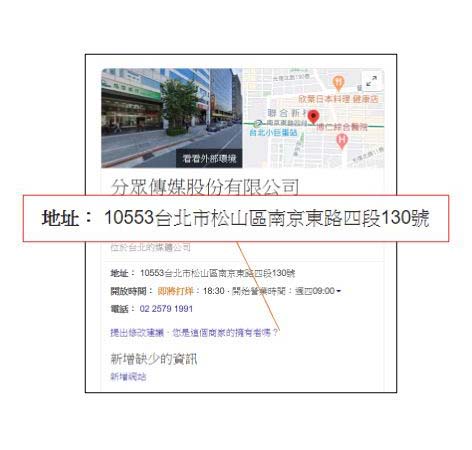 欣葉日本料理 健康店
聯合新
台北小巨蛋站
博仁綜合醫院
看看外部環境
分眾傳媒股份有限公司
地址： 10553台北市松山區南京東路四段130號
位於台北的媒體公司
地址： 10553台北市松山區南京東路四段130號
開放時間： 即將打烊：18:30 ⋅ 開始營業時間：週四09:00
電話： 02 2579 1991
提出修改建議 ⋅ 您是這個商家的擁有者嗎？
新增缺少的資訊
新增網站